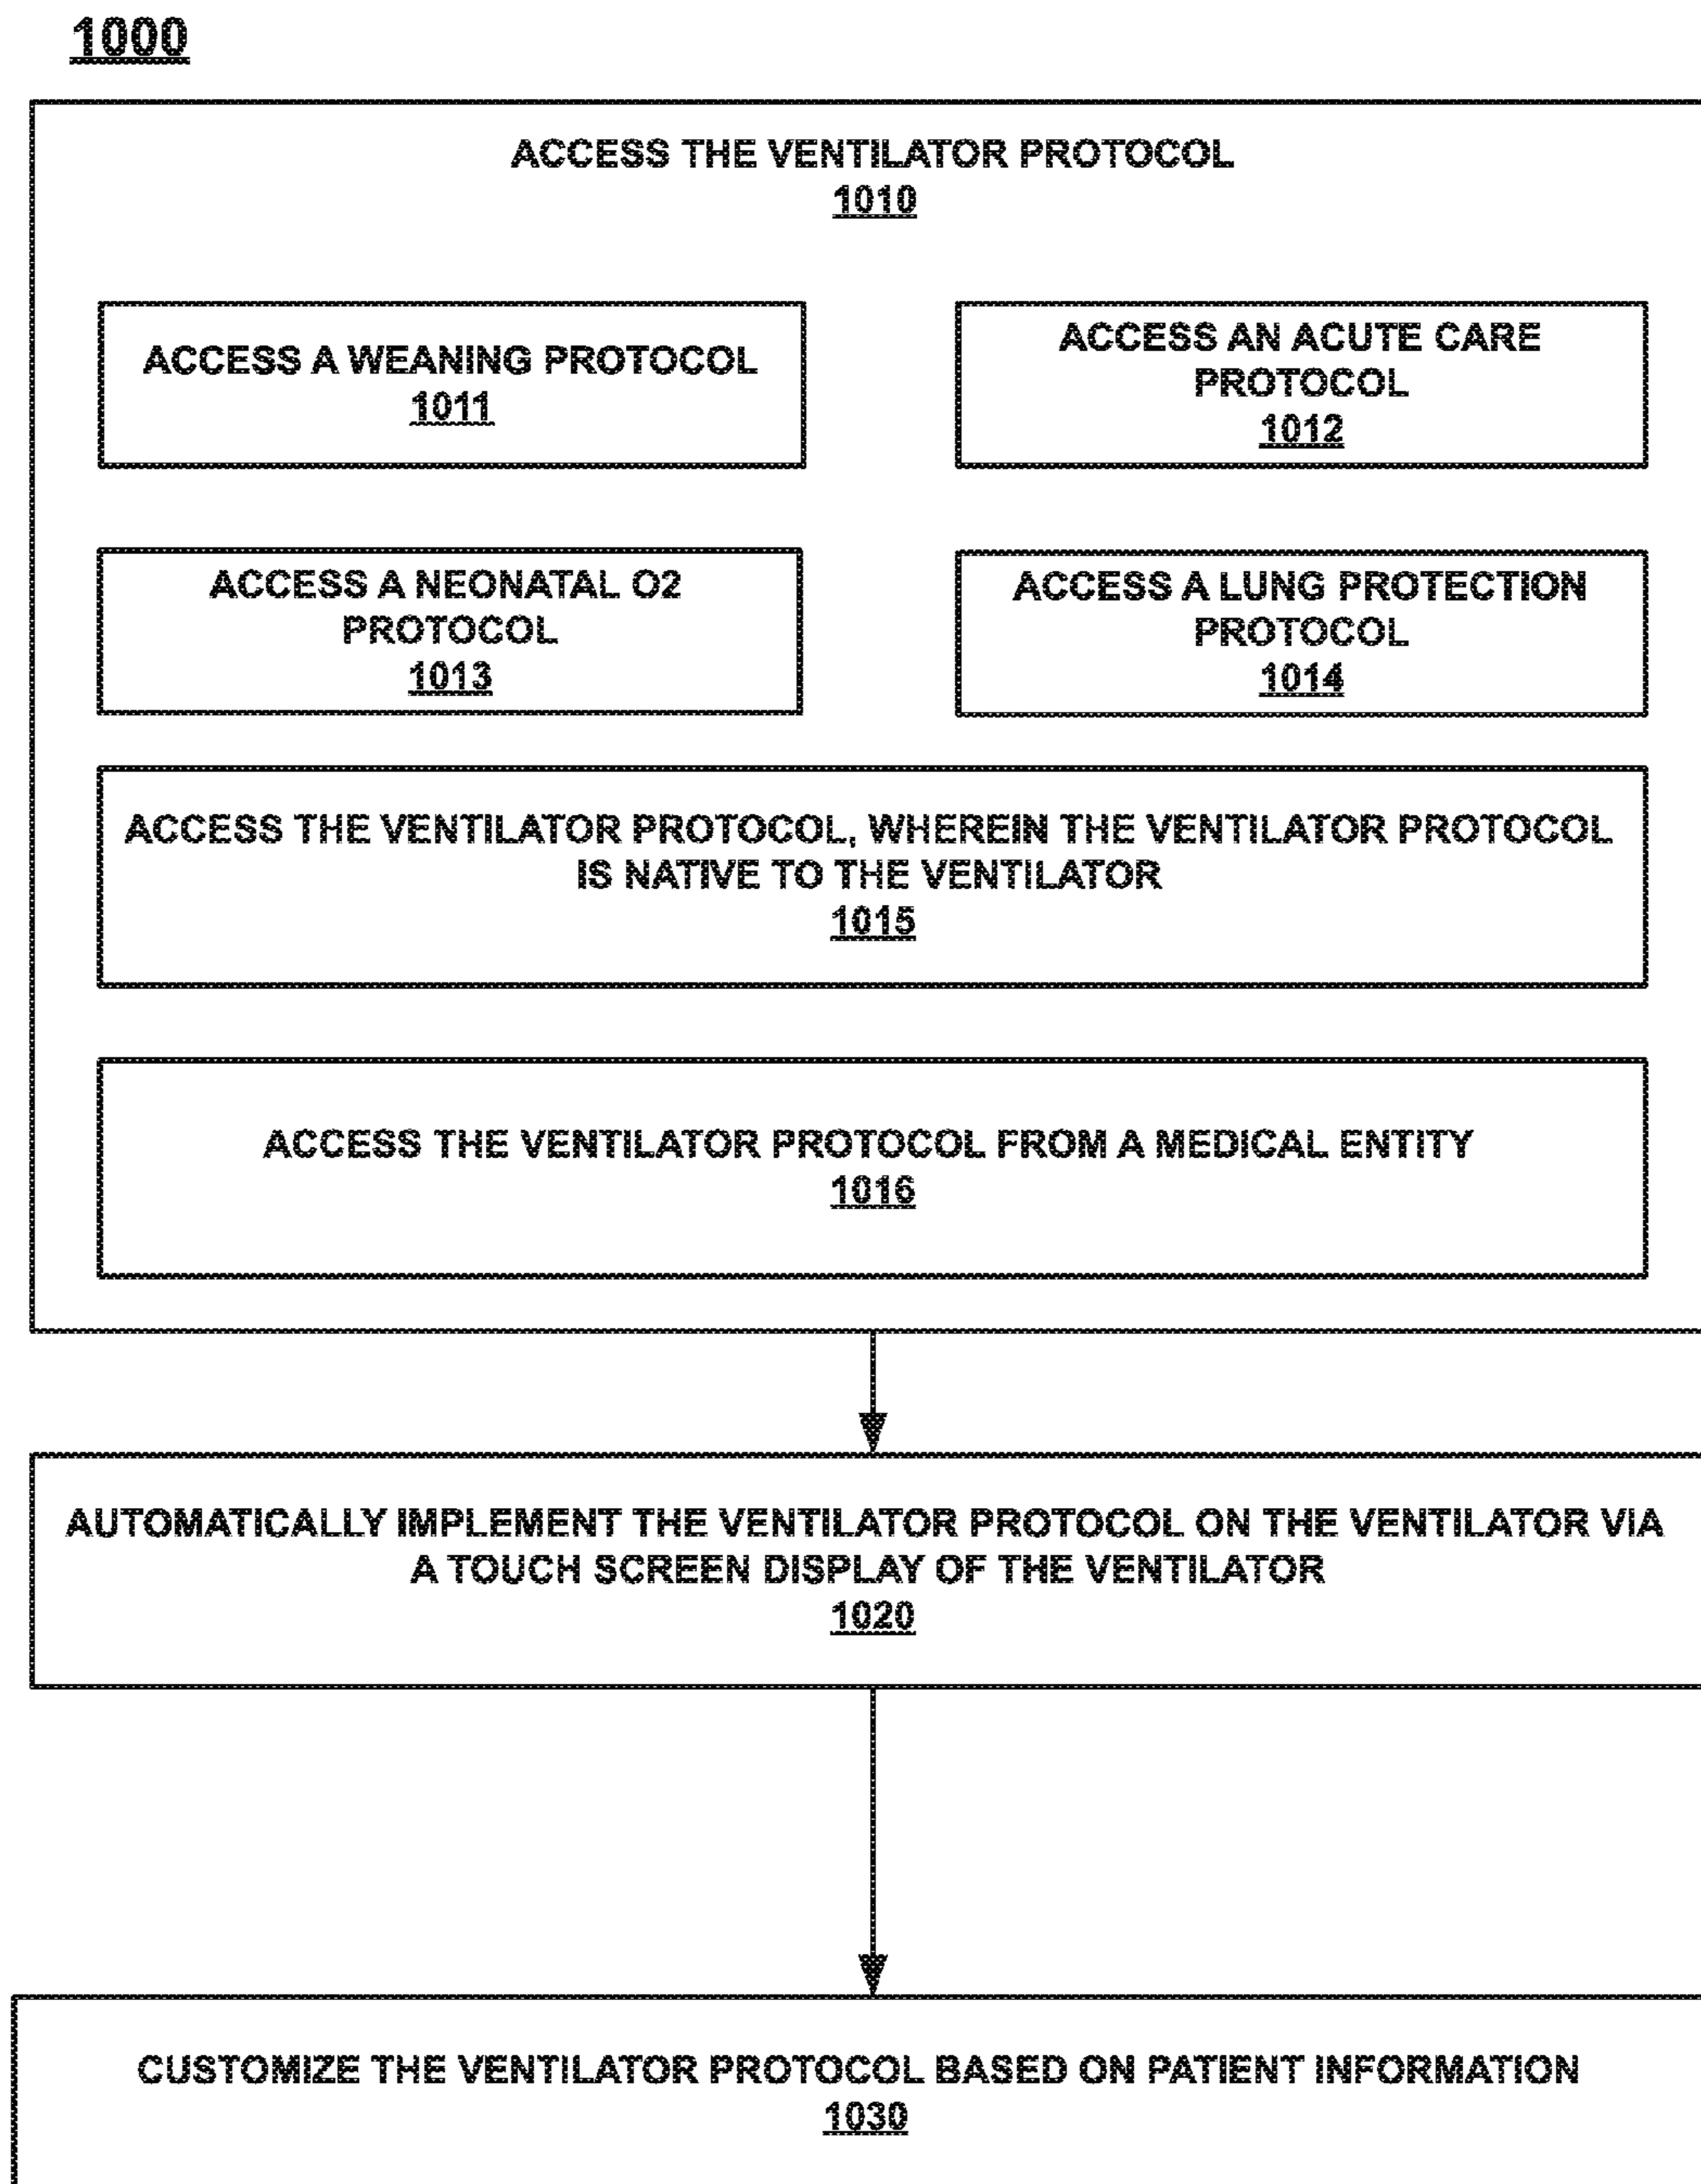 1000
ACCESS THE VENTILATOR PROTOCOL
1010
ACCESS A WEANING PROTOCOL
1011
ACCESS AN ACUTE CARE
PROTOCOL
1012
ACCESS A NEONATAL O2
PROTOCOL
1013
ACCESS A LUNG PROTECTION
PROTOCOL
1014
ACCESS THE VENTILATOR PROTOCOL, WHEREIN THE VENTILATOR PROTOCOL
IS NATIVE TO THE VENTILATOR
1015
ACCESS THE VENTILATOR PROTOCOL FROM A MEDICAL ENTITY
1016
AUTOMATICALLY IMPLEMENT THE VENTILATOR PROTOCOL ON THE VENTILATOR VIA
A TOUCH SCREEN DISPLAY OF THE VENTILATOR
1020
CUSTOMIZE THE VENTILATOR PROTOCOL BASED ON PATIENT INFORMATION
1030